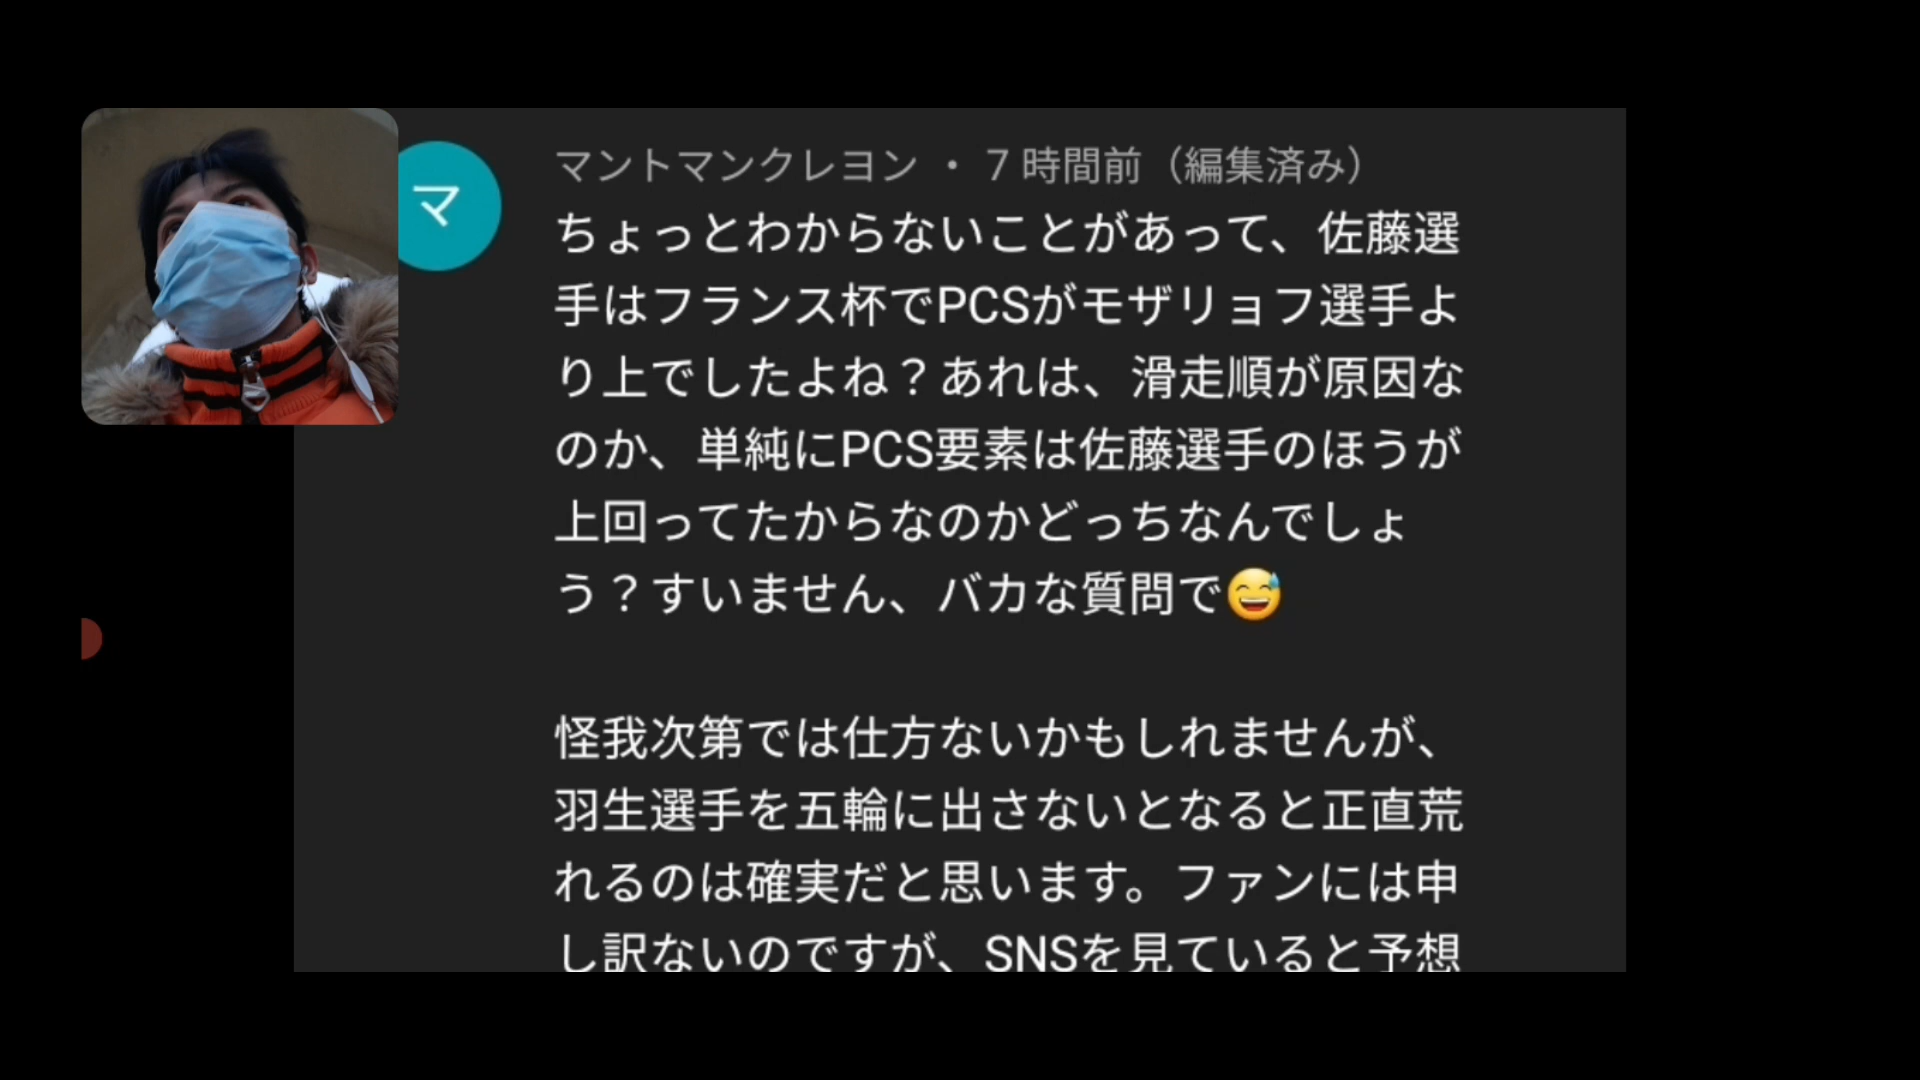 マ
マントマンクレヨン ・ 7 時間前（編集済み）
ちょっとわからないことがあって、佐藤選
手はフランス杯でPCSがモザリョフ選手よ
り上でしたよね？あれは、滑走順が原因な
のか、単純にPCS要素は佐藤選手のほうが
上回ってたからなのかどっちなんでしょ
う？すいません、バカな質問で😅
怪我次第では仕方ないかもしれませんが、
羽生選手を五輪に出さないとなると正直荒
れるのは確実だと思います。ファンには申
し訳ないのですが、SNSを見ていると予想